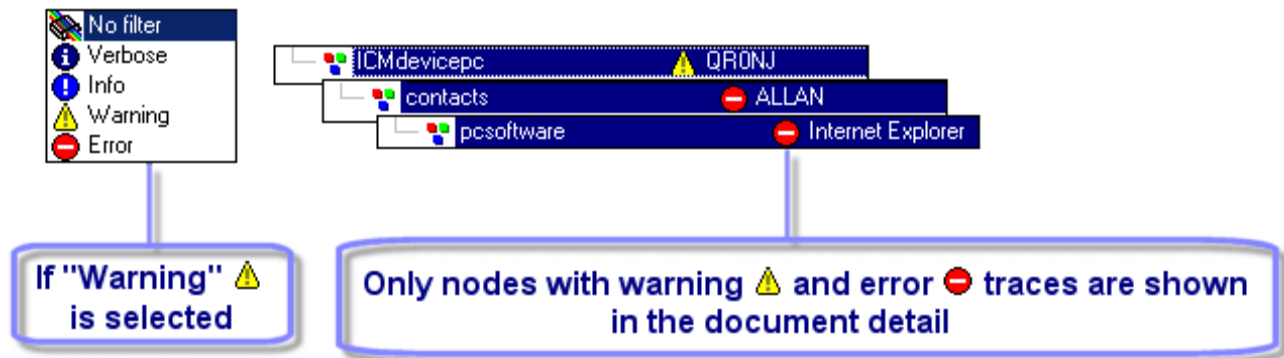 No filter
Verbose
Info
Warning
Error
ICMdevicepc QR0NJ
contacts ALLAN
pcsoftware Internet Explorer
If "Warning"
is selected
Only nodes with warning and error traces are shown
in the document detail